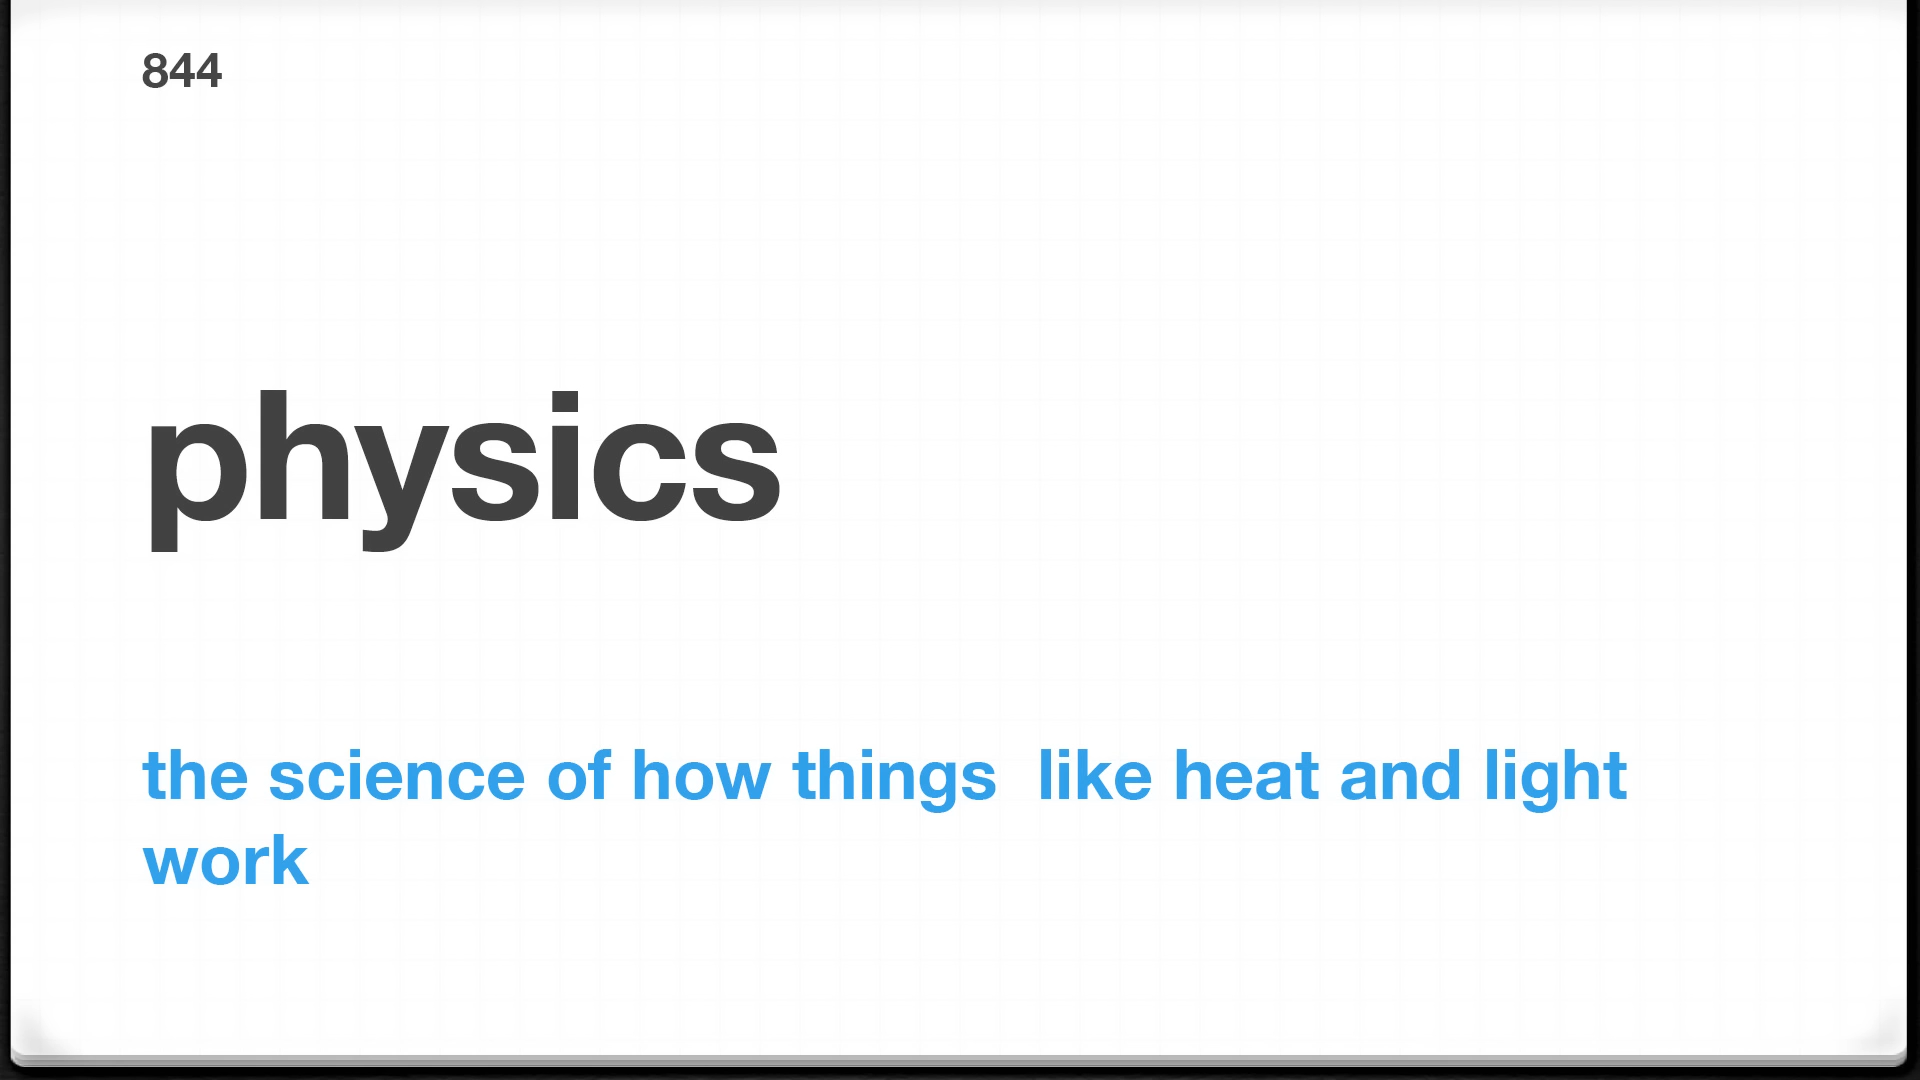 844
physics
the science of how things  like heat and light
work